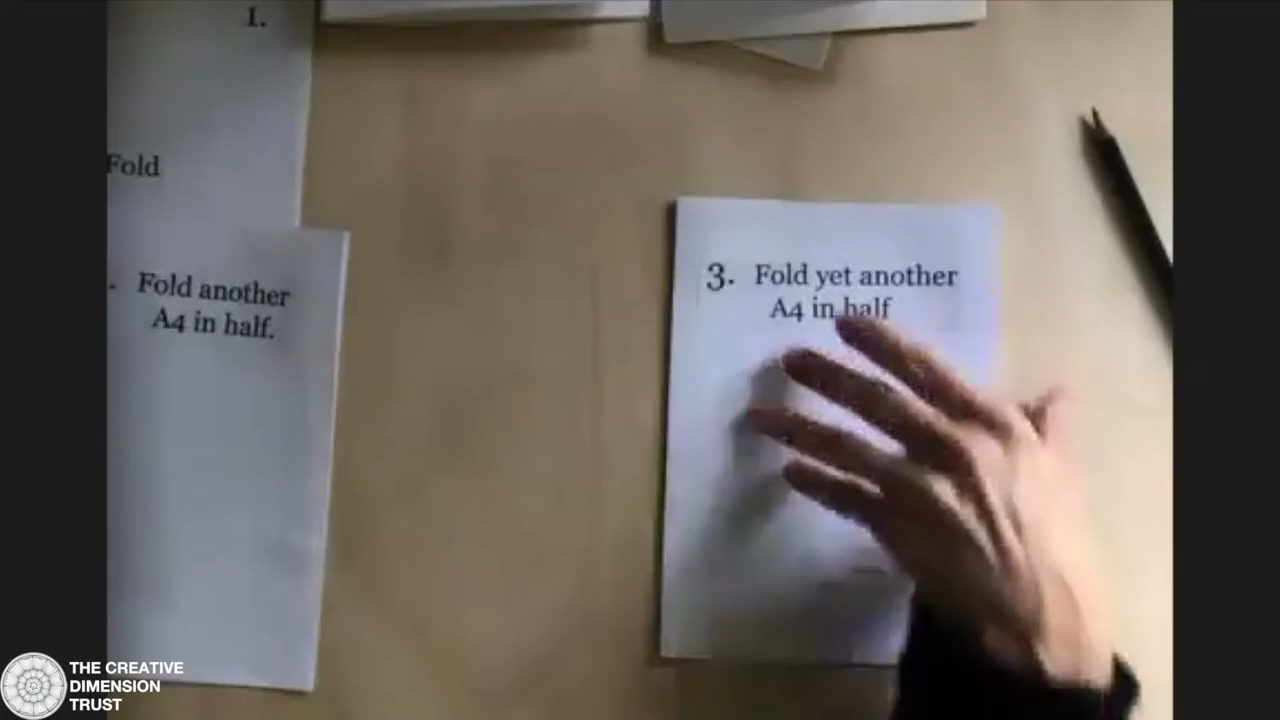 1.
Fold
. Fold another
A4 in half.
3. Fold yet another
A4 in half
THE CREATIVE
DIMENSION
TRUST